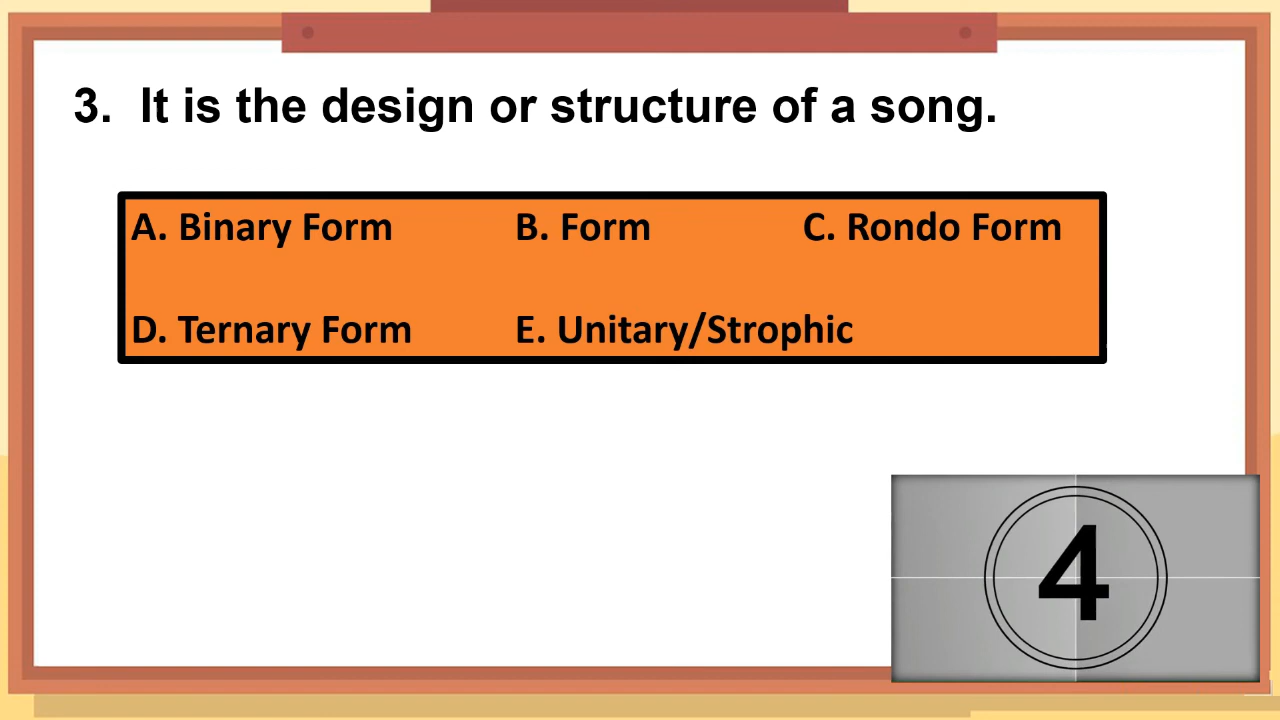 3. It is the design or structure of a song.
A. Binary Form B. Form C. Rondo Form
D. Ternary Form E. Unitary/Strophic
4